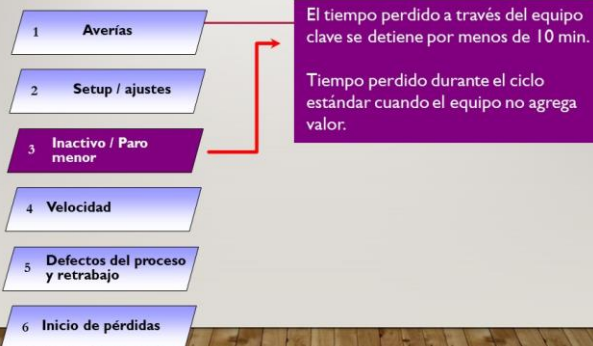 1 Averías
2 Setup / ajustes
3 Inactivo / Paro
menor
4 Velocidad
5 Defectos del proceso
y retrabajo
6 Inicio de pérdidas
El tiempo perdido a través del equipo
clave se detiene por menos de 10 min.
Tiempo perdido durante el ciclo
estándar cuando el equipo no agrega
valor.